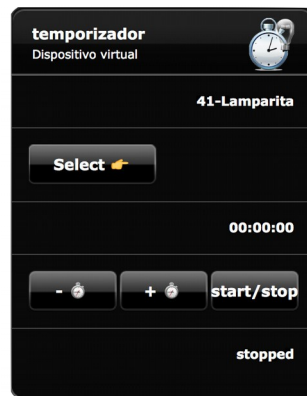 temporizador
Dispositivo virtual
41-Lamparita
Select 👉
00:00:00
- ⏱ + ⏱ start/stop
stopped